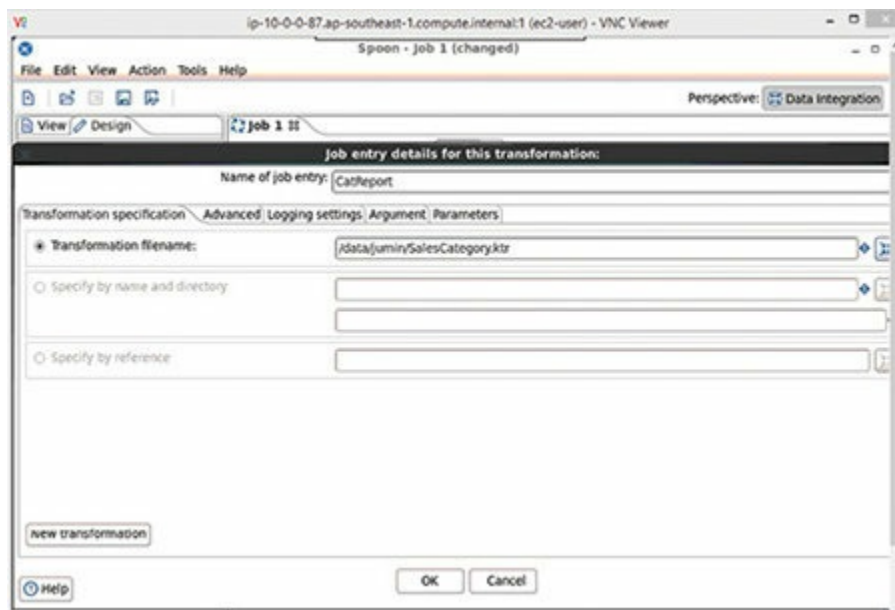 ip-10-0-0-87.ap-southeast-1.compute.internal:1 (ec2-user) - VNC Viewer
Spoon - Job 1 (changed)
File Edit View Action Tools Help
Perspective: Data Integration
View Design Job 1
Job entry details for this transformation:
Name of job entry: CatReport
Transformation specification Advanced Logging settings Argument Parameters
Transformation filename: /data/jumin/SalesCategory.ktr
Specify by name and directory
Specify by reference
New transformation
Help OK Cancel